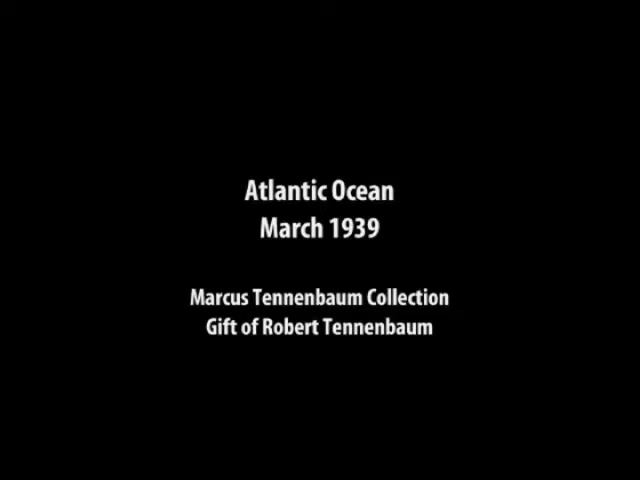 Atlantic Ocean
March 1939
Marcus Tennenbaum Collection
Gift of Robert Tennenbaum